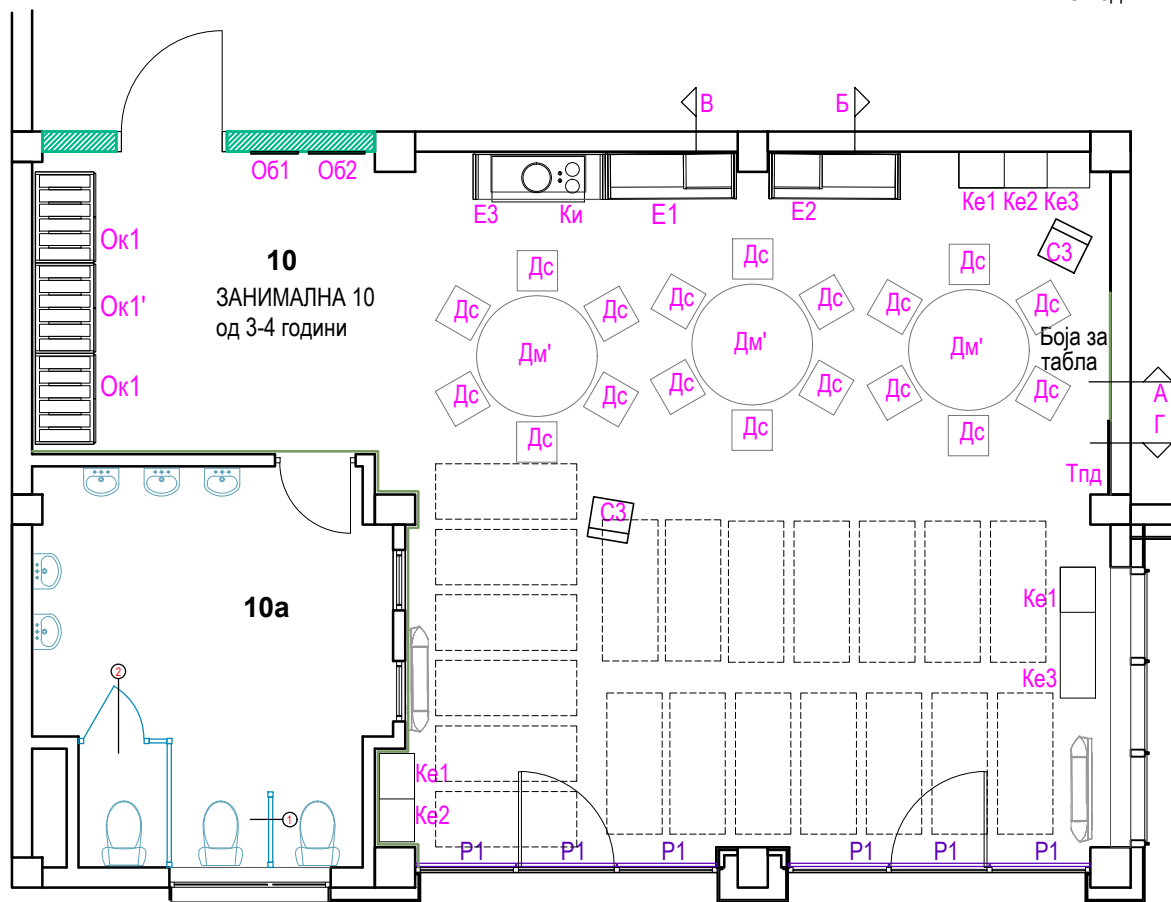 В
Б
Об1
Об2
Е3
Ки
Е1
Е2
Ке1 Ке2 Ке3
С3
Ок1
Ок1'
Ок1
10
ЗАНИМАЛНА 10
од 3-4 години
Дс
Дс
Дс
Дс
Дс
Дс
Дс
Дс
Дс
Дм'
Дм'
Дм'
Боја за
табла
Дс
Дс
Дс
Дс
Дс
Дс
Дс
Дс
Дс
А
Г
Тпд
С3
10а
Ке1
Ке3
2
Ке1
Ке2
1
Р1
Р1
Р1
Р1
Р1
Р1